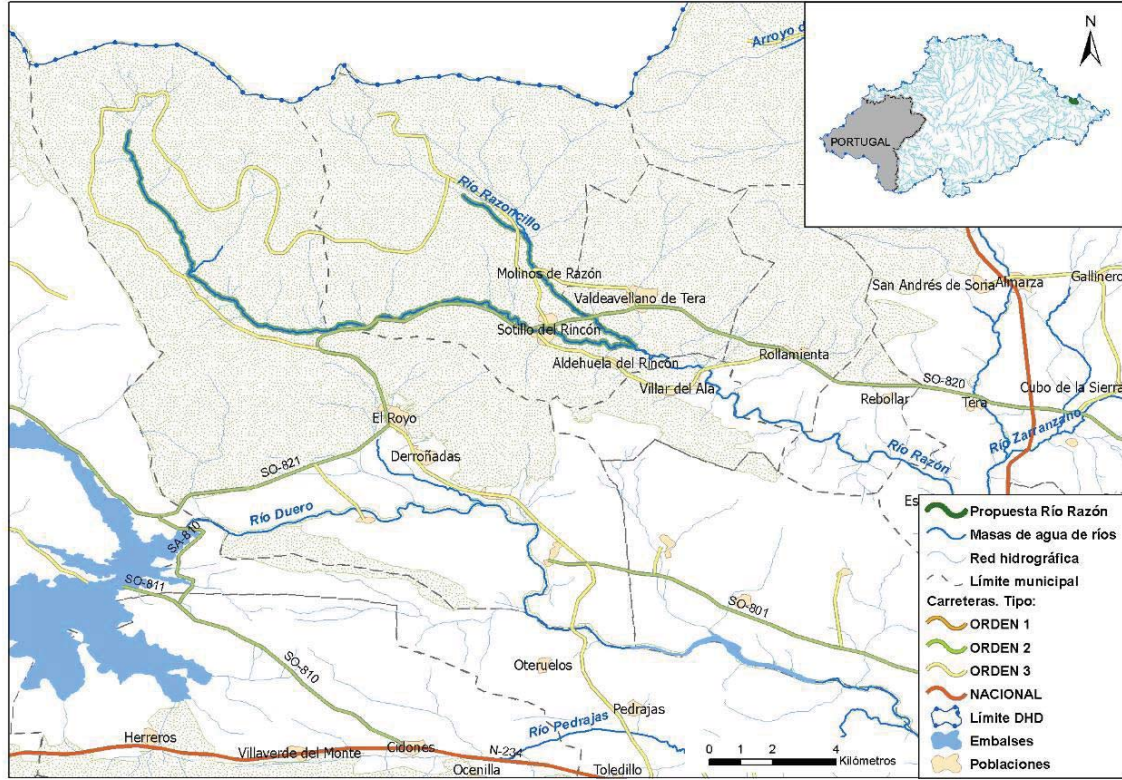 Arroyo d
N
PORTUGAL
Río Razoncillo
Molinos de Razón
Valdeavellano de Tera
San Andrés de Soria
Almarza
Gallinero
Sotillo del Rincón
Aldehuela del Rincón
Rollamienta
Villar del Ala
SO-820
Rebollar
Tera
Cubo de la Sierra
Río Zarranzano
El Royo
Derroñadas
Río Razón
SO-821
Es
Río Duero
SA-810
SO-811
SO-801
SO-810
Oteruelos
Pedrajas
Río Pedrajas
Herreros
Villaverde del Monte
Cidones
N-234
Ocenilla
Toledillo
0 1 2 4
Kilómetros
Propuesta Río Razón
Masas de agua de ríos
Red hidrográfica
Límite municipal
Carreteras. Tipo:
ORDEN 1
ORDEN 2
ORDEN 3
NACIONAL
Límite DHD
Embalses
Poblaciones